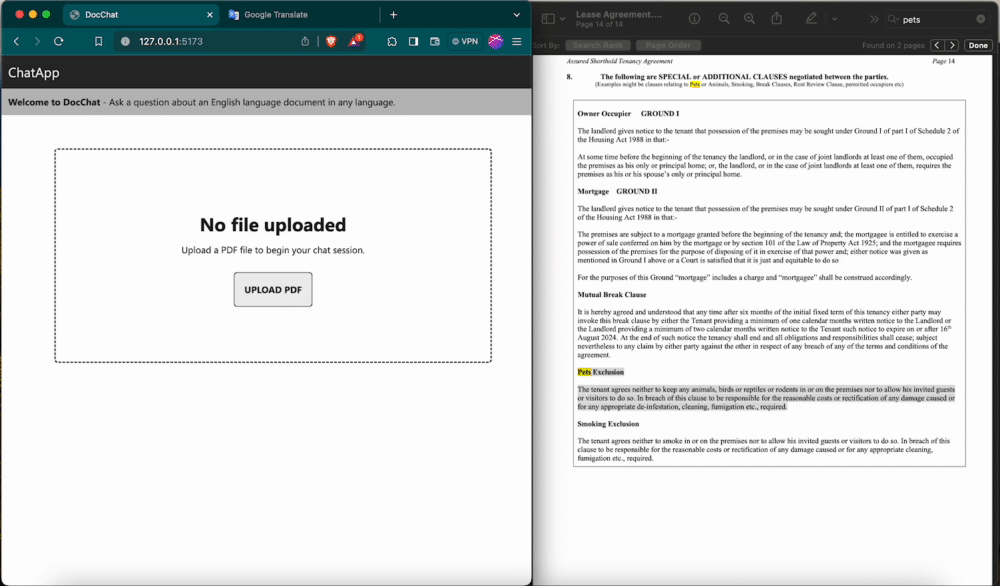 DocChat
Google Translate
127.0.0.1:5173
VPN
ChatApp
Welcome to DocChat - Ask a question about an English language document in any language.
No file uploaded
Upload a PDF file to begin your chat session.
UPLOAD PDF
Lease Agreement....
Page 14 of 14
pets
Sort By:
Search Rank
Page Order
Found on 2 pages
Done
Assured Shorthold Tenancy Agreement
Page 14
8. The following are SPECIAL or ADDITIONAL CLAUSES negotiated between the parties.
(Examples might be clauses relating to Pets or Animals, Smoking, Break Clauses, Rent Review Clause, permitted occupiers etc)
Owner Occupier GROUND I
The landlord gives notice to the tenant that possession of the premises may be sought under Ground I of part I of Schedule 2 of
the Housing Act 1988 in that:-
At some time before the beginning of the tenancy the landlord, or in the case of joint landlords at least one of them, occupied
the premises as his only or principal home; or, the landlord, or in the case of joint landlords at least one of them, requires the
premises as his or his spouse's only or principal home.
Mortgage GROUND II
The landlord gives notice to the tenant that possession of the premises may be sought under Ground II of part I of Schedule 2
of the Housing Act 1988 in that:-
The premises are subject to a mortgage granted before the beginning of the tenancy and; the mortgagee is entitled to exercise a
power of sale conferred on him by the mortgage or by section 101 of the Law of Property Act 1925; and the mortgagee requires
possession of the premises for the purpose of disposing of it in exercise of that power and; either notice was given as
mentioned in Ground I above or a Court is satisfied that it is just and equitable to do so
For the purposes of this Ground “mortgage” includes a charge and “mortgagee” shall be construed accordingly.
Mutual Break Clause
It is hereby agreed and understood that any time after six months of the initial fixed term of this tenancy either party may
invoke this break clause by either the Tenant providing a minimum of one calendar months written notice to the Landlord or
the Landlord providing a minimum of two calendar months written notice to the Tenant such notice to expire on or after 16th
August 2024. At the end of such notice the tenancy shall end and all obligations and responsibilities shall cease; subject
nevertheless to any claim by either party against the other in respect of any breach of any of the terms and conditions of the
agreement.
Pets Exclusion
The tenant agrees neither to keep any animals, birds or reptiles or rodents in or on the premises nor to allow his invited guests
or visitors to do so. In breach of this clause to be responsible for the reasonable costs or rectification of any damage caused or
for any appropriate de-infestation, cleaning, fumigation etc., required.
Smoking Exclusion
The tenant agrees neither to smoke in or on the premises nor to allow his invited guests or visitors to do so. In breach of this
clause to be responsible for the reasonable costs or rectification of any damage caused or for any appropriate cleaning,
fumigation etc., required.